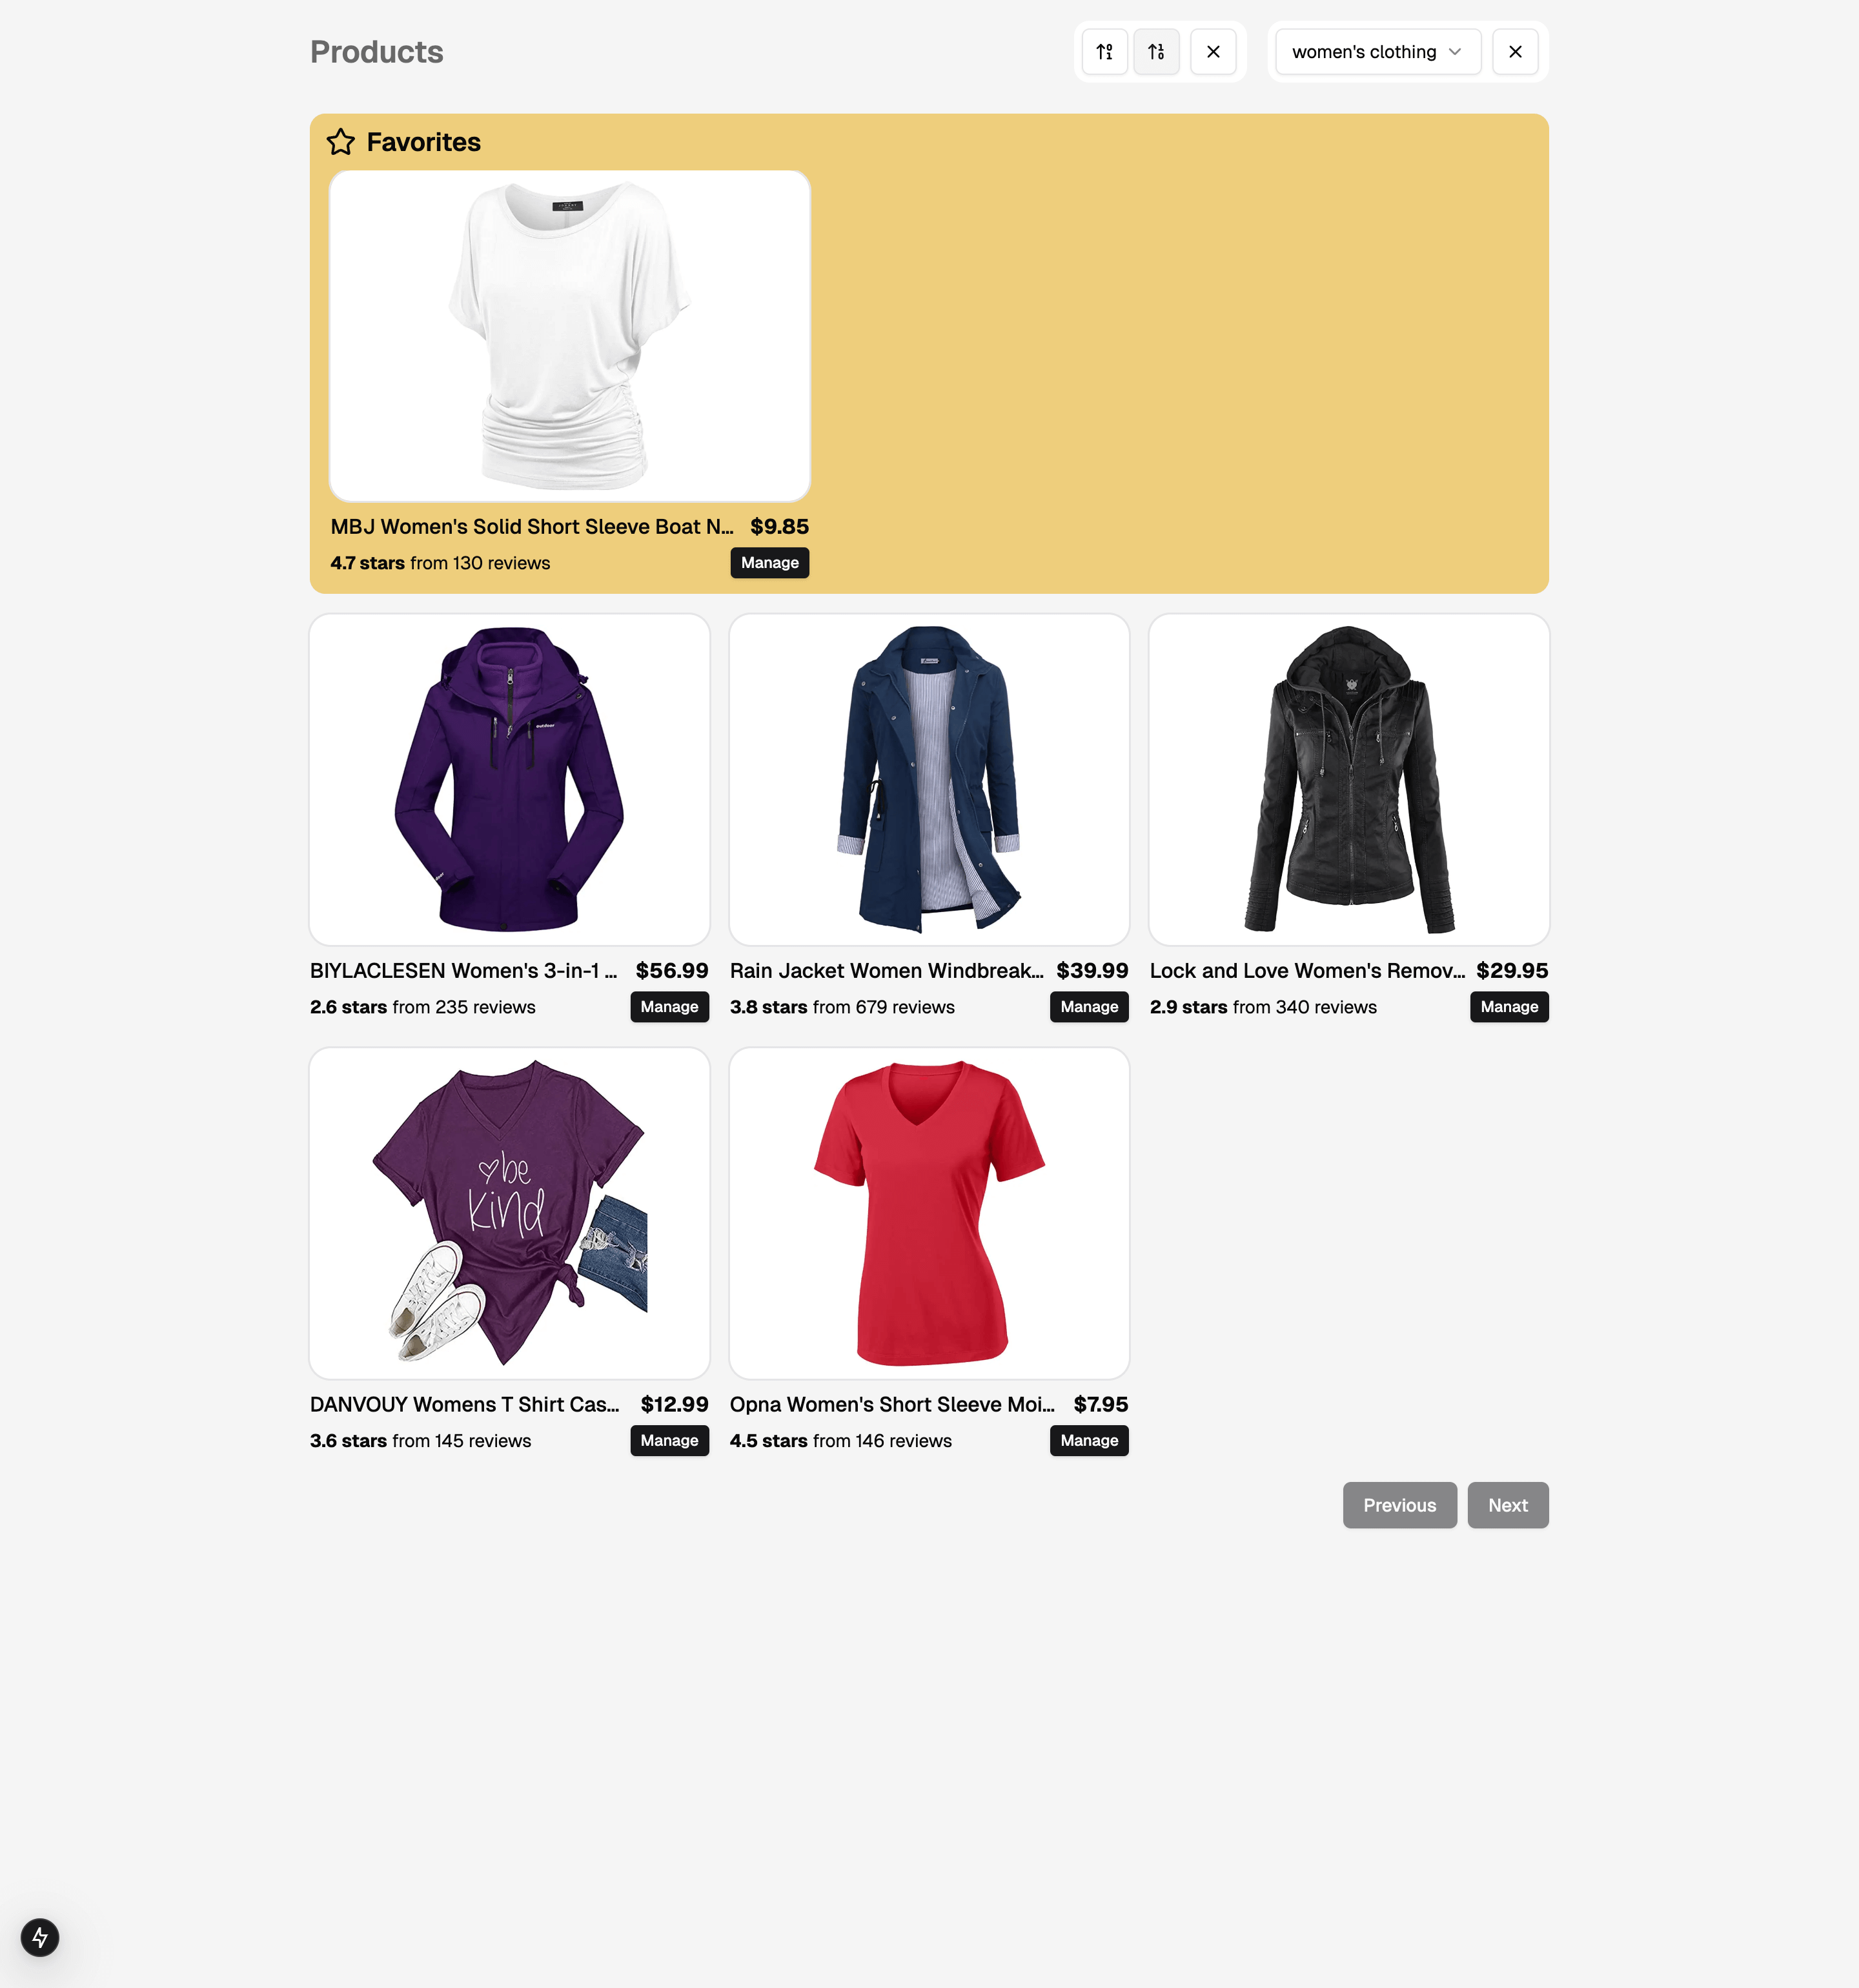 Products
women's clothing
Favorites
MBJ Women's Solid Short Sleeve Boat N... $9.85
4.7 stars from 130 reviews Manage
outdoor
BIYLACLESEN Women's 3-in-1 ... $56.99
2.6 stars from 235 reviews Manage
Rain Jacket Women Windbreak... $39.99
3.8 stars from 679 reviews Manage
Lock and Love Women's Remov... $29.95
2.9 stars from 340 reviews Manage
be
kind
DANVOUY Womens T Shirt Cas... $12.99
3.6 stars from 145 reviews Manage
Opna Women's Short Sleeve Moi... $7.95
4.5 stars from 146 reviews Manage
Previous Next